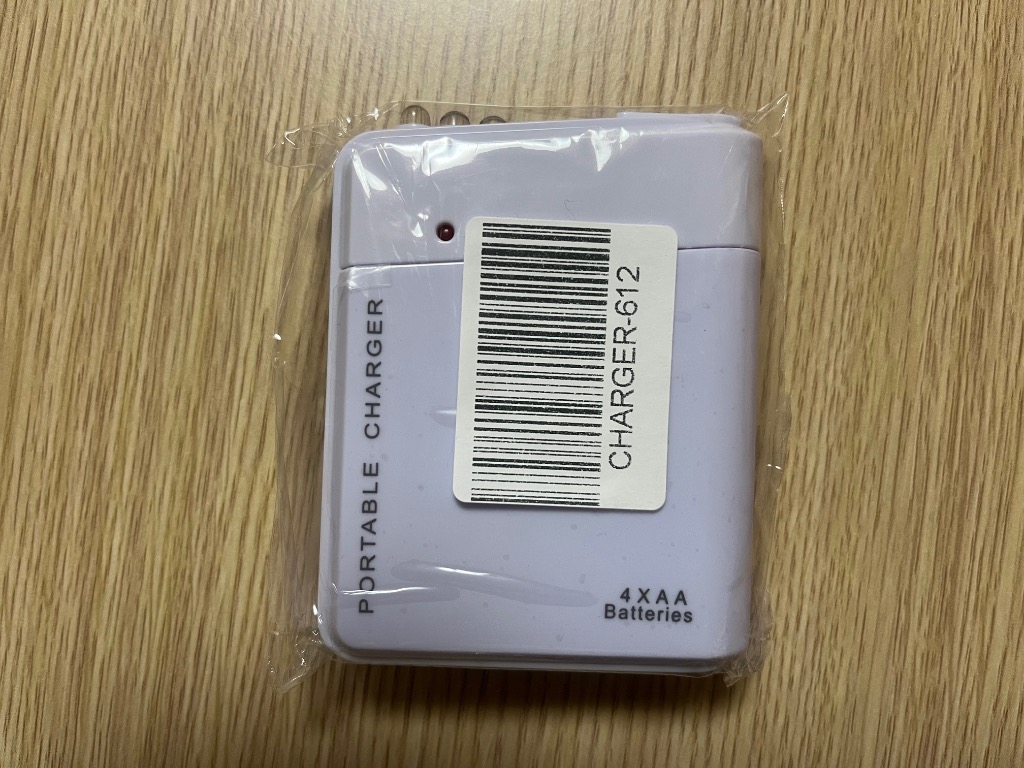 PORTABLE CHARGER
CHARGER-612
4XAA
Batteries